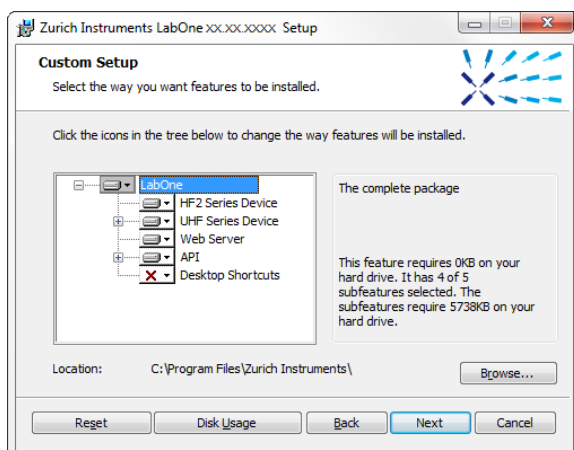 Zurich Instruments LabOne XX.XX.XXXX Setup
Custom Setup
Select the way you want features to be installed.
Click the icons in the tree below to change the way features will be installed.
LabOne
HF2 Series Device
UHF Series Device
Web Server
API
Desktop Shortcuts
The complete package
This feature requires 0KB on your
hard drive. It has 4 of 5
subfeatures selected. The
subfeatures require 5738KB on your
hard drive.
Location: C:\Program Files\Zurich Instruments\
Browse...
Reset Disk Usage Back Next Cancel